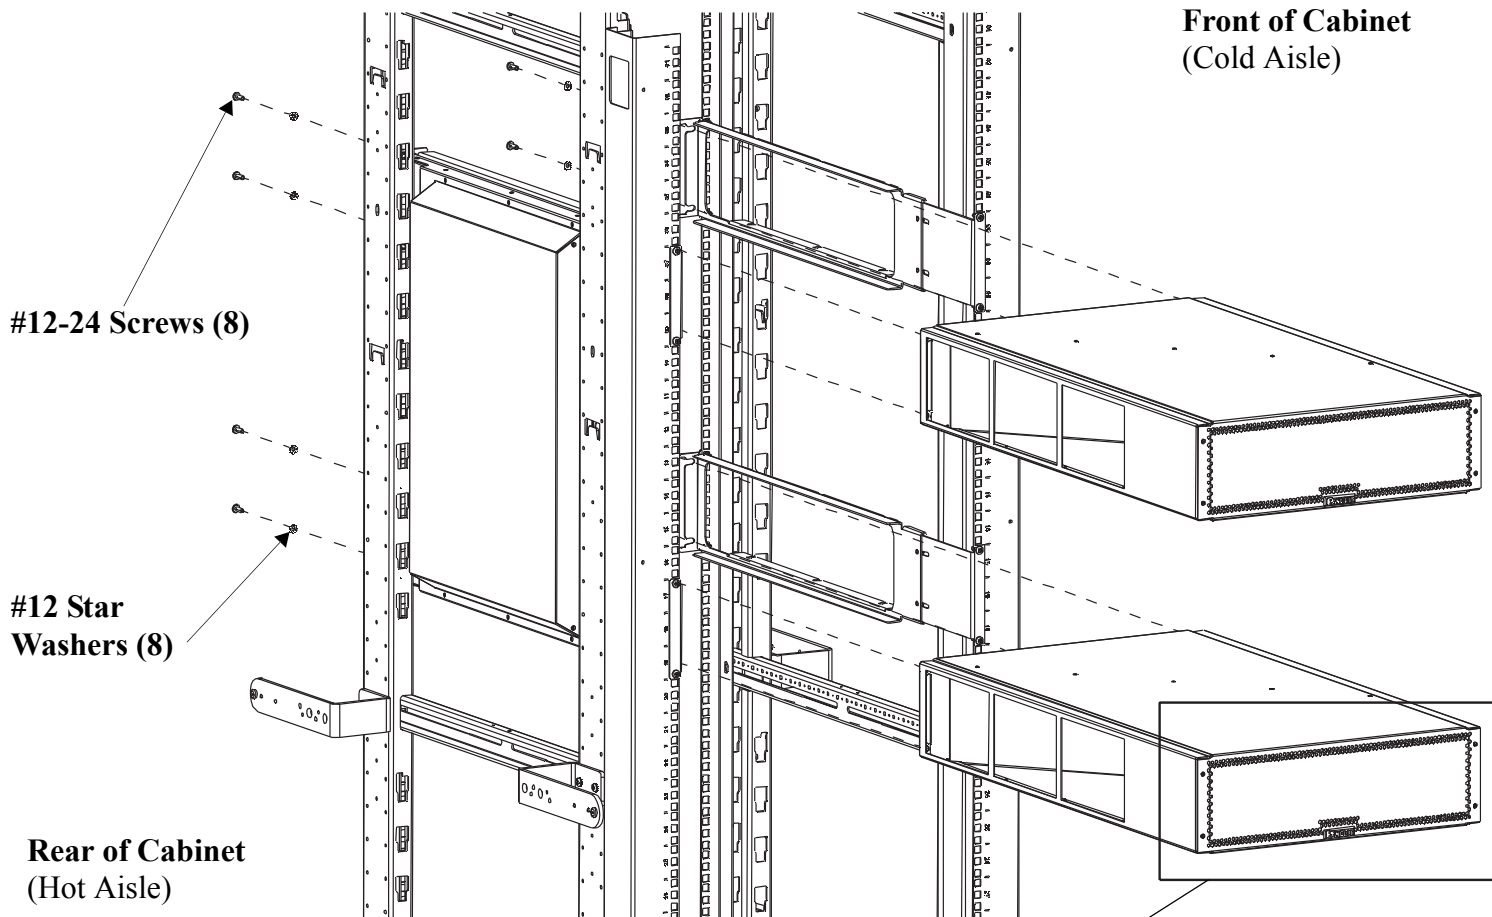 Front of Cabinet
(Cold Aisle)
#12-24 Screws (8)
#12 Star
Washers (8)
Rear of Cabinet
(Hot Aisle)